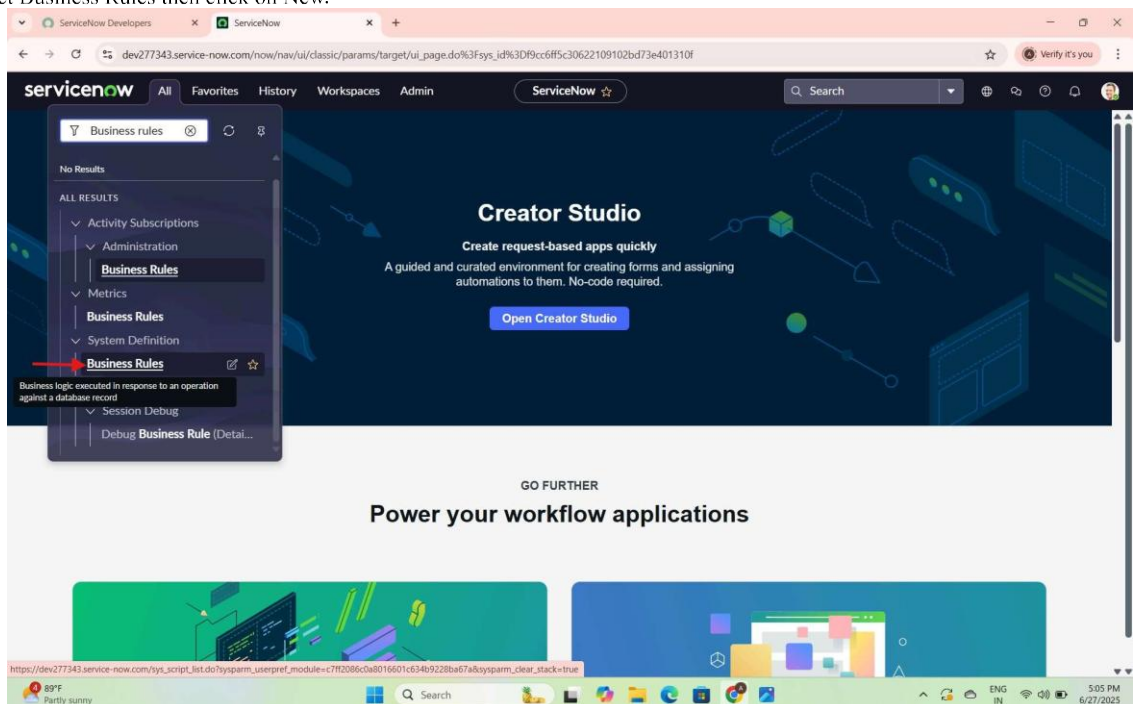 ct Business Rules then click on New.
ServiceNow Developers
ServiceNow
dev277343.service-now.com/now/nav/ui/classic/params/target/ui_page.do%3Fsys_id%3Df9cc6ff5c30622109102bd73e401310f
Verify it's you
servicenow All Favorites History Workspaces Admin ServiceNow Search
Business rules
No Results
ALL RESULTS
Activity Subscriptions
Administration
Business Rules
Metrics
Business Rules
System Definition
Business Rules
Business logic executed in response to an operation
against a database record
Session Debug
Debug Business Rule (Detai...
Creator Studio
Create request-based apps quickly
A guided and curated environment for creating forms and assigning
automations to them. No-code required.
Open Creator Studio
GO FURTHER
Power your workflow applications
https://dev277343.service-now.com/sys_script_list.do?sysparm_userpref_module=c7ff2086c0a8016601c634b9228ba67a&sysparm_clear_stack=true
4
89°F
Partly sunny
Search
ENG
IN
5:05 PM
6/27/2025